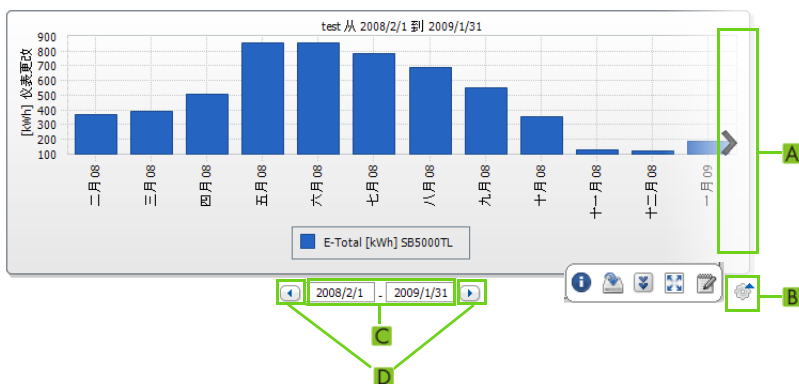 test 从 2008/2/1 到 2009/1/31
[kWh] 仪表更改
900
800
700
600
500
400
300
200
100
二月 08
三月 08
四月 08
五月 08
六月 08
七月 08
八月 08
九月 08
十月 08
十一月 08
十二月 08
一月 09
E-Total [kWh] SB5000TL
2008/2/1 - 2009/1/31
A
B
C
D